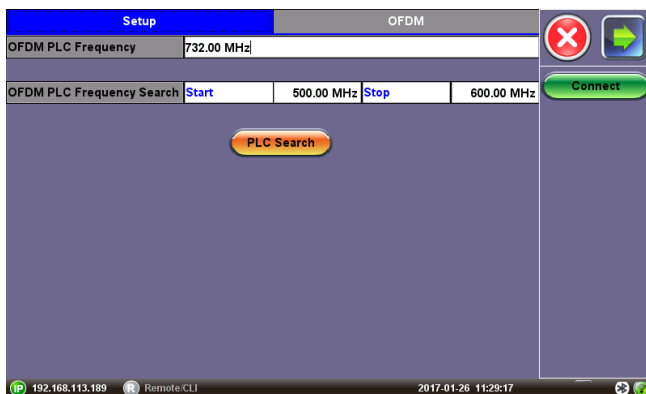 Setup OFDM
OFDM PLC Frequency 732.00 MHz
Connect
OFDM PLC Frequency Search Start 500.00 MHz Stop 600.00 MHz
PLC Search
IP 192.168.113.189 R Remote/CLI 2017-01-26 11:29:17